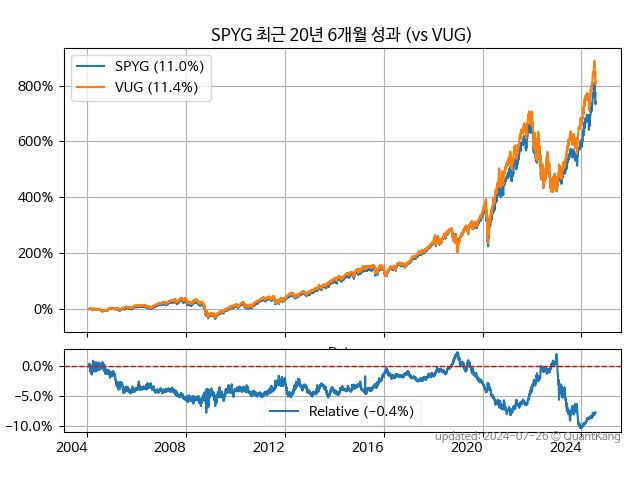 SPYG 최근 20년 6개월 성과 (vs VUG)
SPYG (11.0%)
VUG (11.4%)
800%
600%
400%
200%
0%
0.0%
−5.0%
−10.0%
Relative (−0.4%)
2004 2008 2012 2016 2020 2024
updated: 2024-07-26 © QuantKang